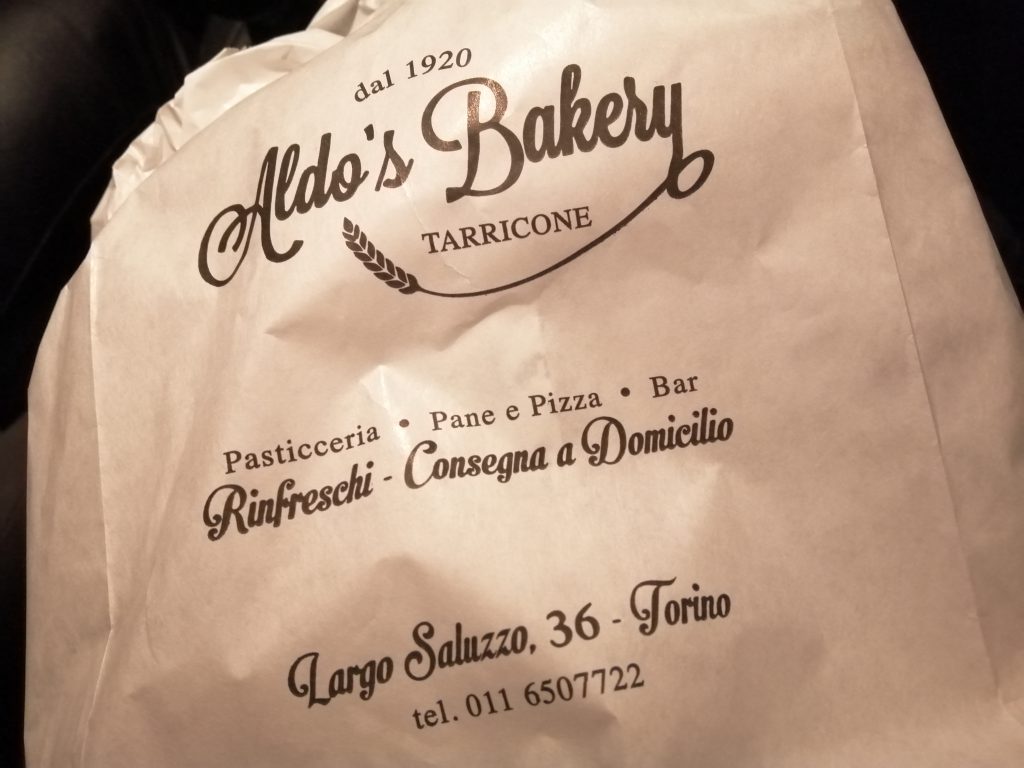 dal 1920
Aldo's Bakery
TARRICONE
Pasticceria • Pane e Pizza • Bar
Rinfreschi - Consegna a Domicilio
Largo Saluzzo, 36 - Torino
tel. 011 6507722